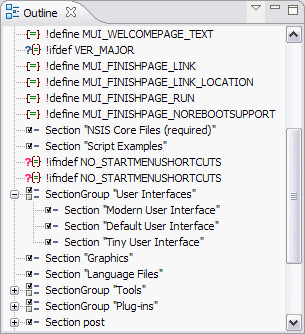 Outline
!define MUI_WELCOMEPAGE_TEXT
!ifdef VER_MAJOR
!define MUI_FINISHPAGE_LINK
!define MUI_FINISHPAGE_LINK_LOCATION
!define MUI_FINISHPAGE_RUN
!define MUI_FINISHPAGE_NOREBOOTSUPPORT
Section "NSIS Core Files (required)"
Section "Script Examples"
!ifndef NO_STARTMENUSHORTCUTS
!ifndef NO_STARTMENUSHORTCUTS
SectionGroup "User Interfaces"
Section "Modern User Interface"
Section "Default User Interface"
Section "Tiny User Interface"
Section "Graphics"
Section "Language Files"
SectionGroup "Tools"
SectionGroup "Plug-ins"
Section post